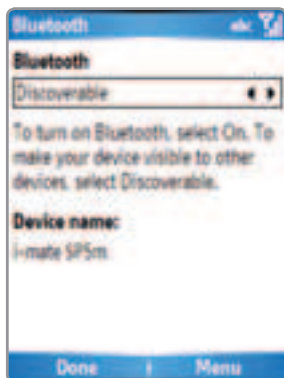 Bluetooth abc
Bluetooth
Discoverable
To turn on Bluetooth, select On. To
make your device visible to other
devices, select Discoverable.
Device name:
i-mate SP5m
Done Menu